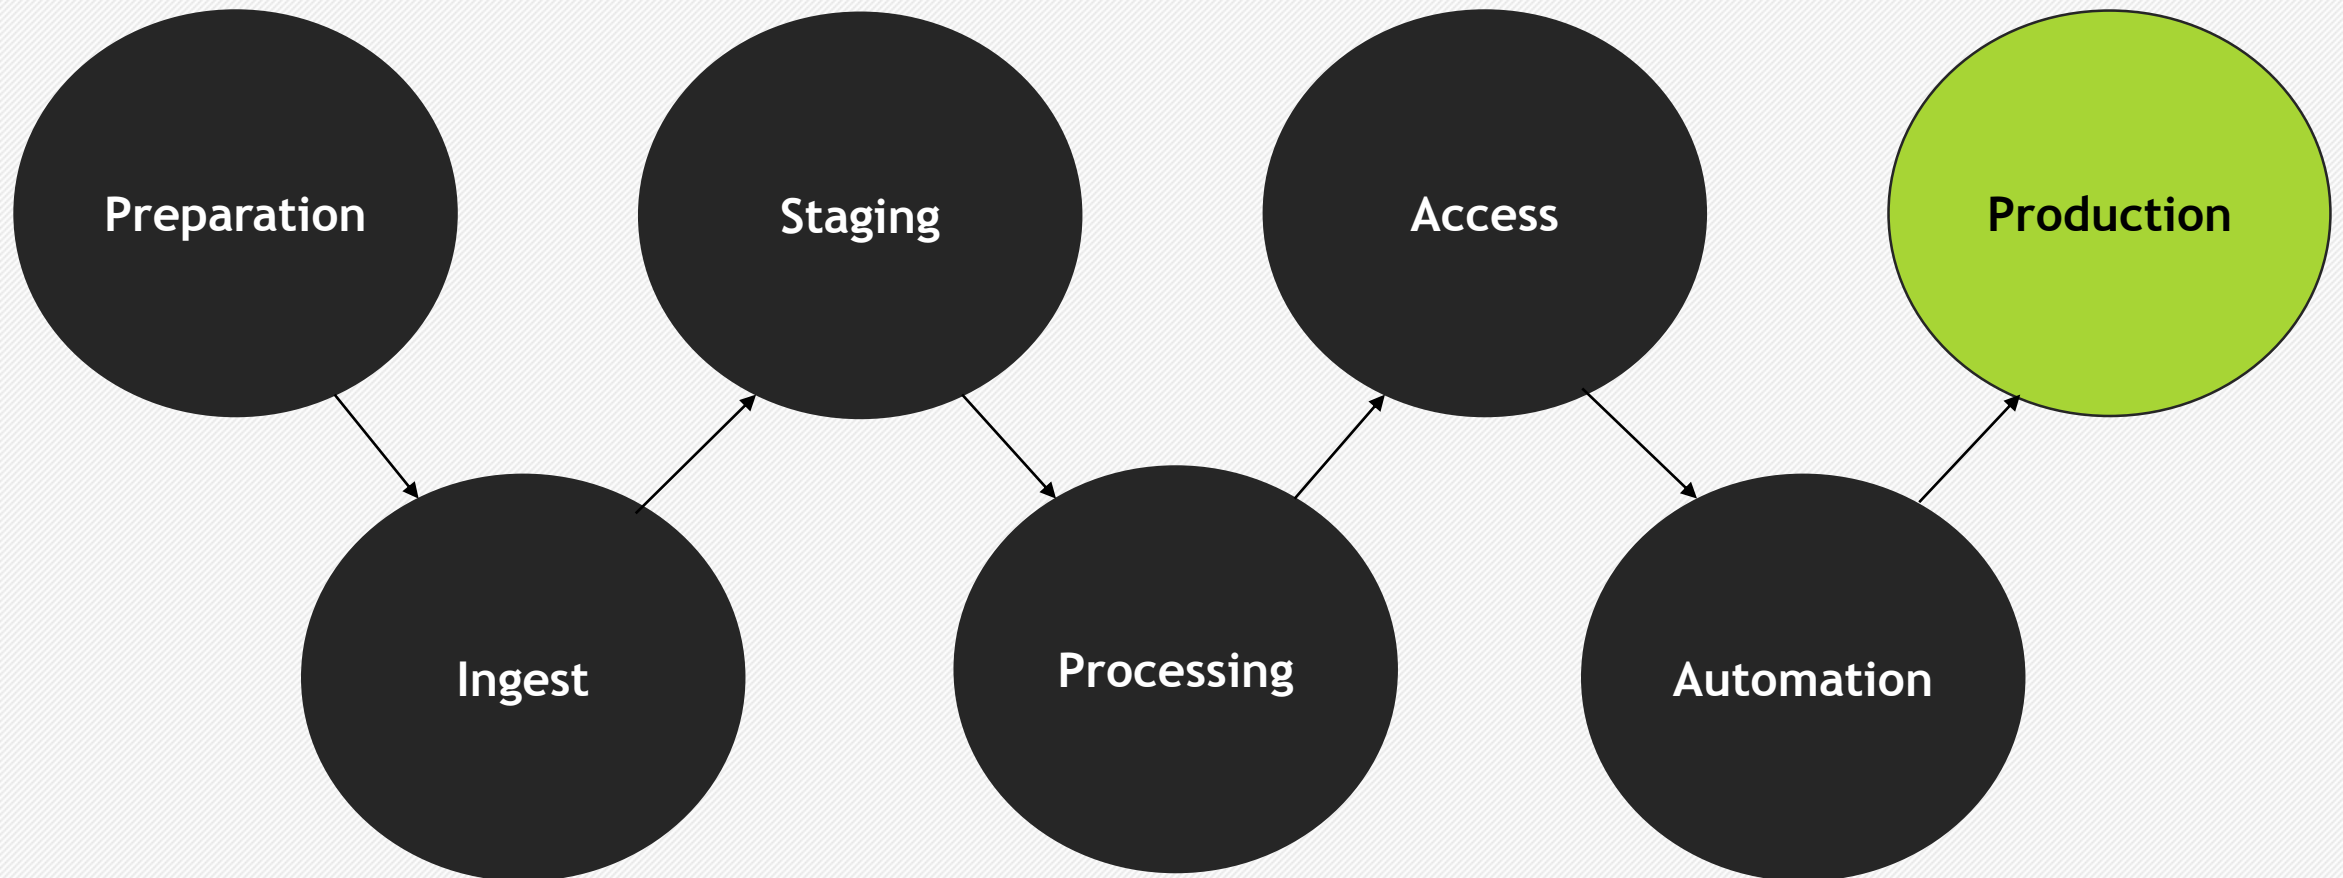 Preparation
Ingest
Staging
Processing
Access
Automation
Production